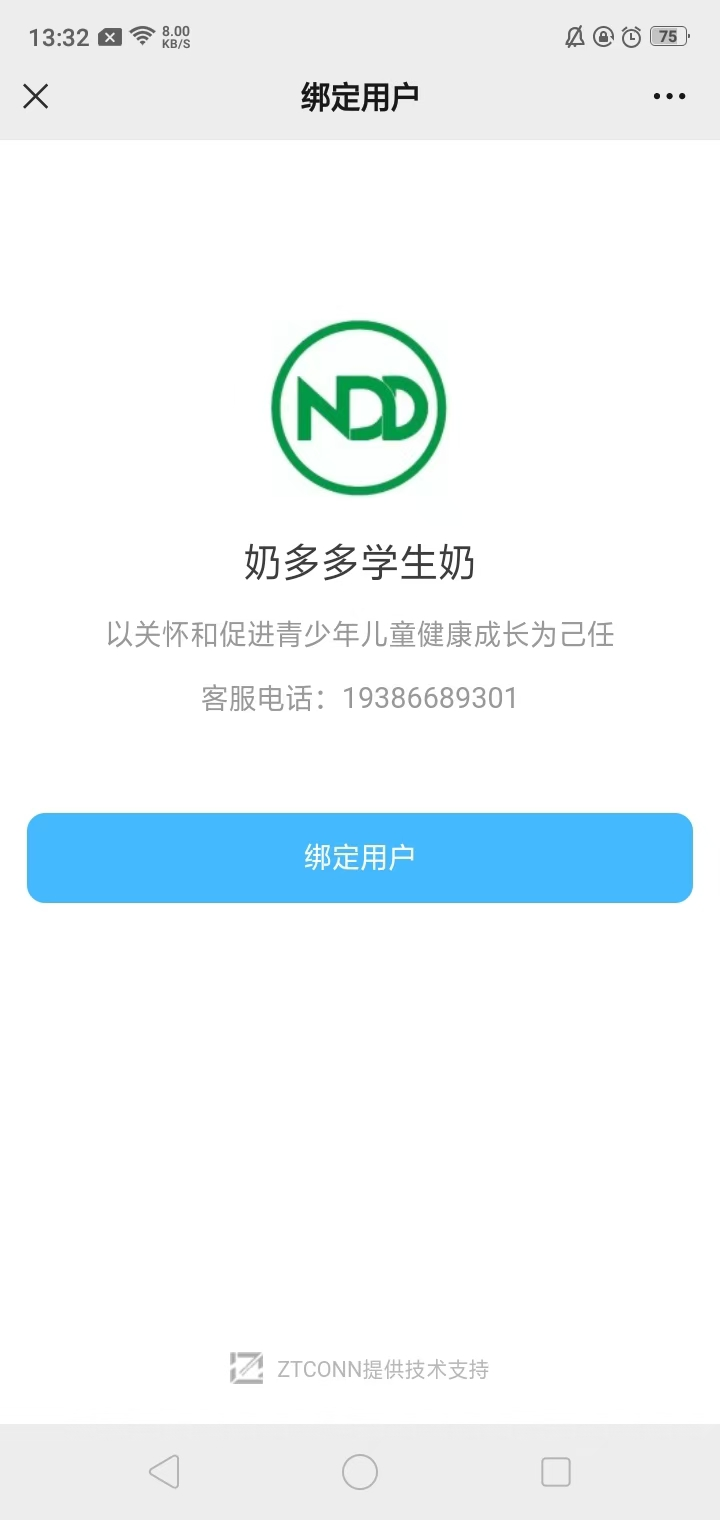 13:32
8.00
KB/S
75
绑定用户
NDD
奶多多学生奶
以关怀和促进青少年儿童健康成长为己任
客服电话：19386689301
绑定用户
ZTCONN提供技术支持